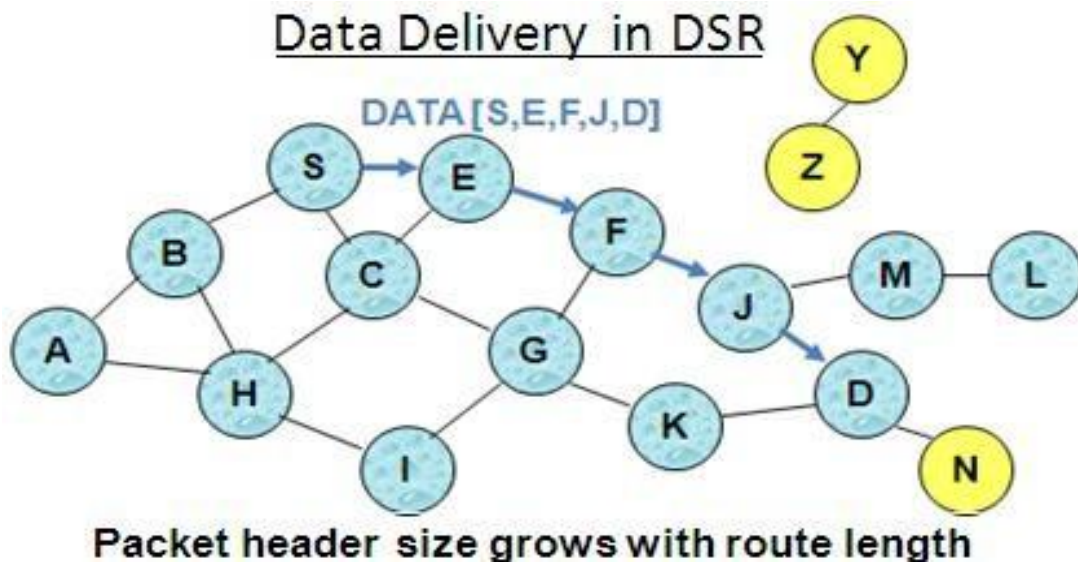 Data Delivery in DSR
Y
DATA [S,E,F,J,D]
S
E
Z
B
F
C
M
L
J
A
G
H
D
K
I
N
Packet header size grows with route length